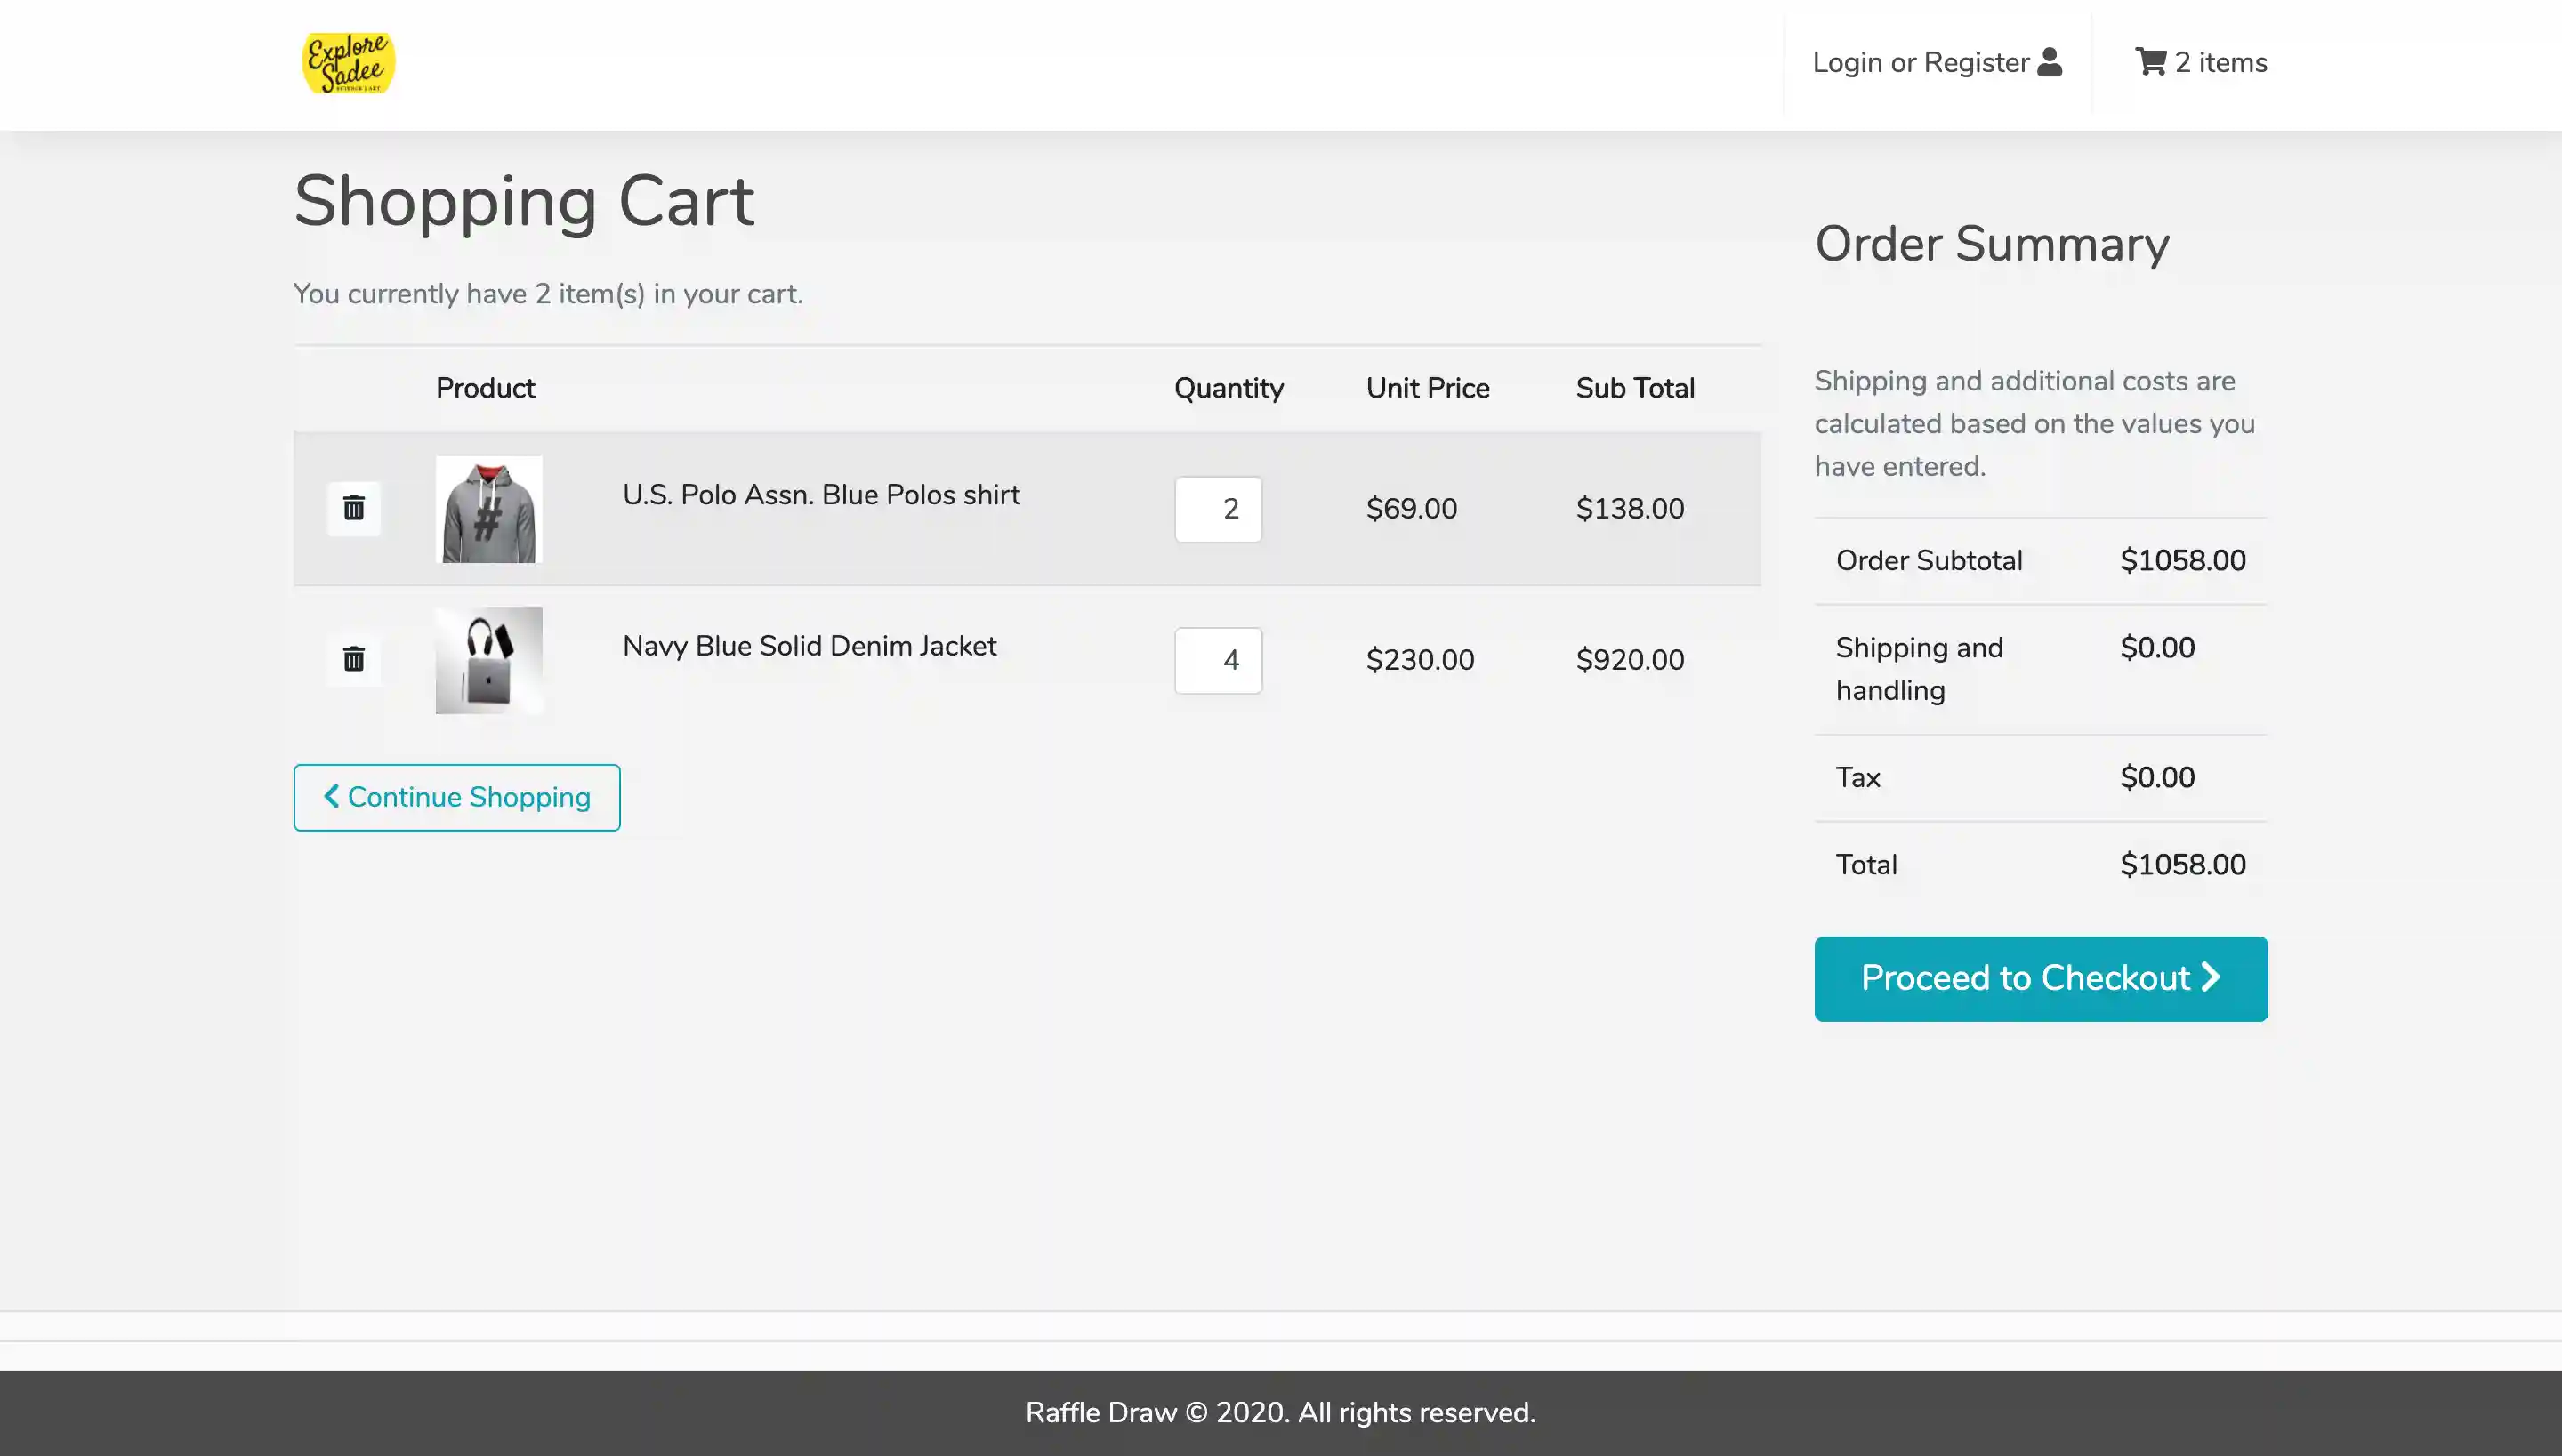 Explore
Sadee
SCIENCE | ART
Login or Register
2 items
Shopping Cart
You currently have 2 item(s) in your cart.
Product Quantity Unit Price Sub Total
U.S. Polo Assn. Blue Polos shirt 2 $69.00 $138.00
#
Navy Blue Solid Denim Jacket 4 $230.00 $920.00
Continue Shopping
Order Summary
Shipping and additional costs are
calculated based on the values you
have entered.
Order Subtotal $1058.00
Shipping and $0.00
handling
Tax $0.00
Total $1058.00
Proceed to Checkout
Raffle Draw © 2020. All rights reserved.